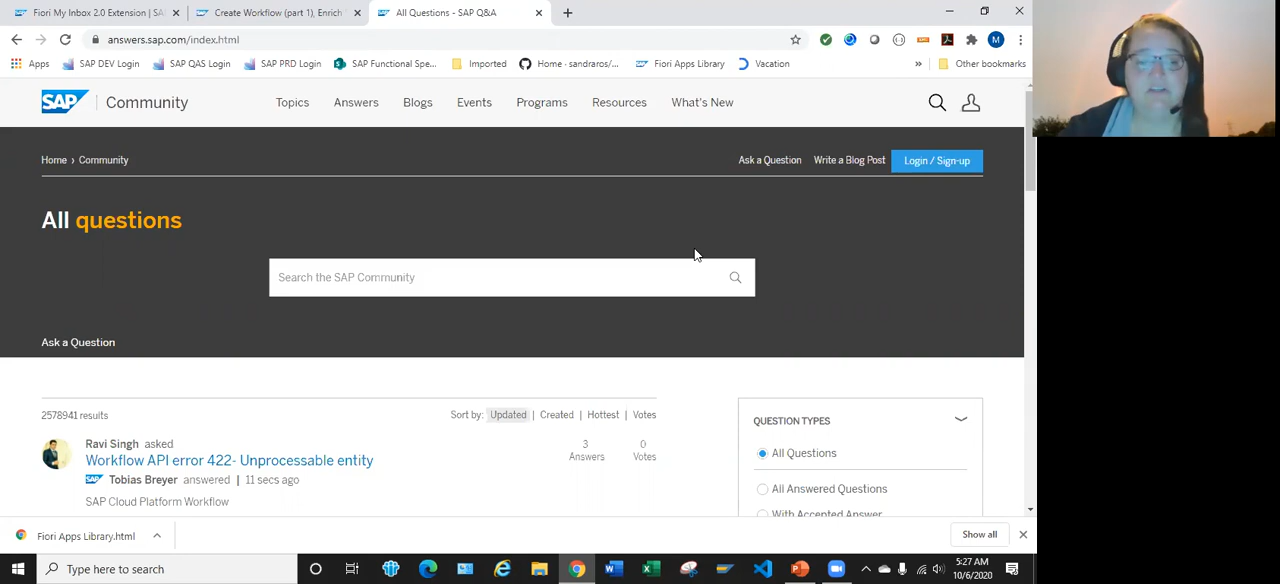 Fiori My Inbox 2.0 Extension | SA
Create Workflow (part 1), Enrich
All Questions - SAP Q&A
answers.sap.com/index.html
M
Apps
SAP DEV Login
SAP QAS Login
SAP PRD Login
SAP Functional Spe...
Imported
Home - sandraros/...
Fiori Apps Library
Vacation
»
Other bookmarks
SAP Community
Topics
Answers
Blogs
Events
Programs
Resources
What's New
Home › Community
Ask a Question
Write a Blog Post
Login / Sign-up
All questions
Search the SAP Community
Ask a Question
2578941 results
Sort by: Updated | Created | Hottest | Votes
QUESTION TYPES
Ravi Singh asked
Workflow API error 422- Unprocessable entity
3
Answers
0
Votes
SAP Tobias Breyer answered | 11 secs ago
SAP Cloud Platform Workflow
All Questions
All Answered Questions
With Accepted Answer
Fiori Apps Library.html
Show all
Type here to search
5:27 AM
10/6/2020